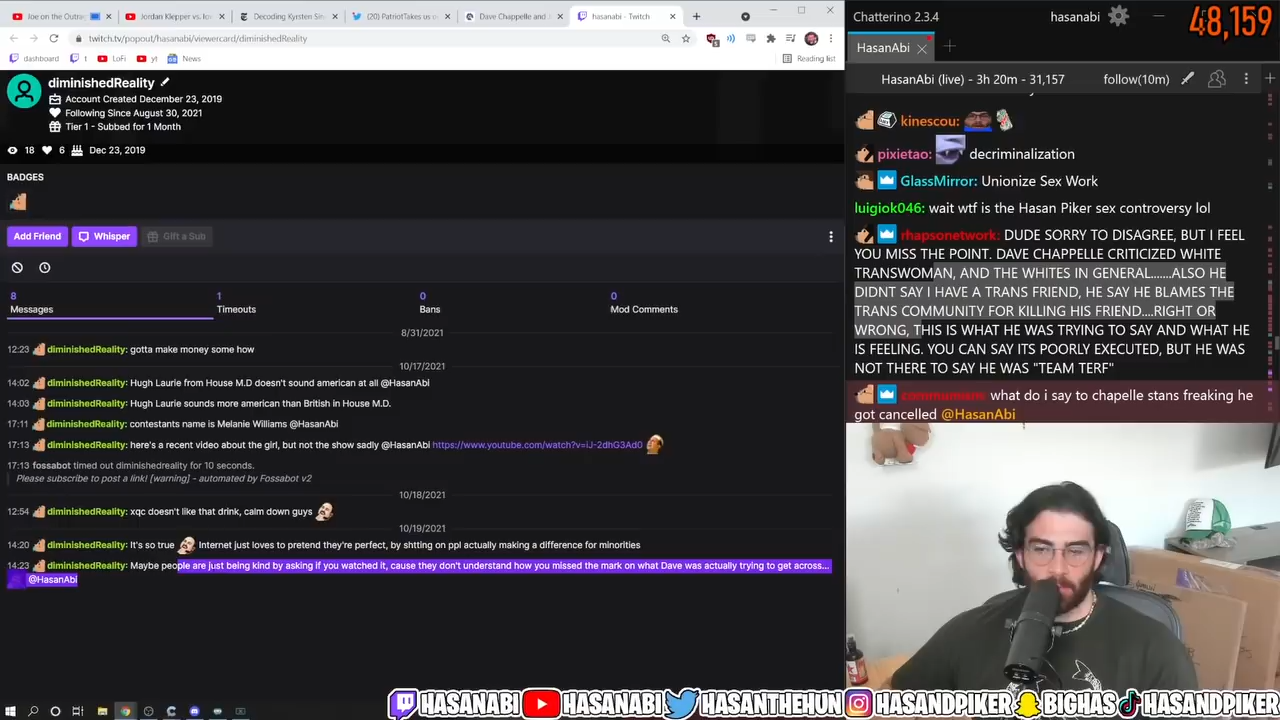 Joe on the Outra
Jordan Klepper vs. Io
Decoding Kyrsten Sin
(20) PatriotTakes us o
Dave Chappelle and J
hasanabi - Twitch
twitch.tv/popout/hasanabi/viewercard/diminishedReality
dashboard
1
LoFi
y!
News
Reading list
diminishedReality
Account Created December 23, 2019
Following Since August 30, 2021
Tier 1 - Subbed for 1 Month
18
6
Dec 23, 2019
BADGES
Add Friend
Whisper
Gift a Sub
8
Messages
1
Timeouts
0
Bans
0
Mod Comments
8/31/2021
12:23 diminishedReality: gotta make money some how
10/17/2021
14:02 diminishedReality: Hugh Laurie from House M.D doesn't sound american at all @HasanAbi
14:03 diminishedReality: Hugh Laurie sounds more american than British in House M.D.
17:11 diminishedReality: contestants name is Melanie Williams @HasanAbi
17:13 diminishedReality: here's a recent video about the girl, but not the show sadly @HasanAbi https://www.youtube.com/watch?v=iJ-2dhG3Ad0
17:13 fossabot timed out diminishedreality for 10 seconds.
Please subscribe to post a link! [warning] - automated by Fossabot v2
10/18/2021
12:54 diminishedReality: xqc doesn't like that drink, calm down guys
10/19/2021
14:20 diminishedReality: It's so true Internet just loves to pretend they're perfect, by shtting on ppl actually making a difference for minorities
14:23 diminishedReality: Maybe people are just being kind by asking if you watched it, cause they don't understand how you missed the mark on what Dave was actually trying to get across...
@HasanAbi
Chatterino 2.3.4
hasanabi
48,159
HasanAbi
HasanAbi (live) - 3h 20m - 31,157
follow(10m)
kinescou:
pixietao: decriminalization
GlassMirror: Unionize Sex Work
luigiok046: wait wtf is the Hasan Piker sex controversy lol
rhapsonetwork: DUDE SORRY TO DISAGREE, BUT I FEEL
YOU MISS THE POINT. DAVE CHAPPELLE CRITICIZED WHITE
TRANSWOMAN, AND THE WHITES IN GENERAL.......ALSO HE
DIDNT SAY I HAVE A TRANS FRIEND, HE SAY HE BLAMES THE
TRANS COMMUNITY FOR KILLING HIS FRIEND....RIGHT OR
WRONG, THIS IS WHAT HE WAS TRYING TO SAY AND WHAT HE
IS FEELING. YOU CAN SAY ITS POORLY EXECUTED, BUT HE WAS
NOT THERE TO SAY HE WAS "TEAM TERF"
what do i say to chapelle stans freaking he
got cancelled @HasanAbi
HASANABI
HASANABI
HASANTHEHUN
HASANDPIKER
BIGHAS
HASANDPIKER